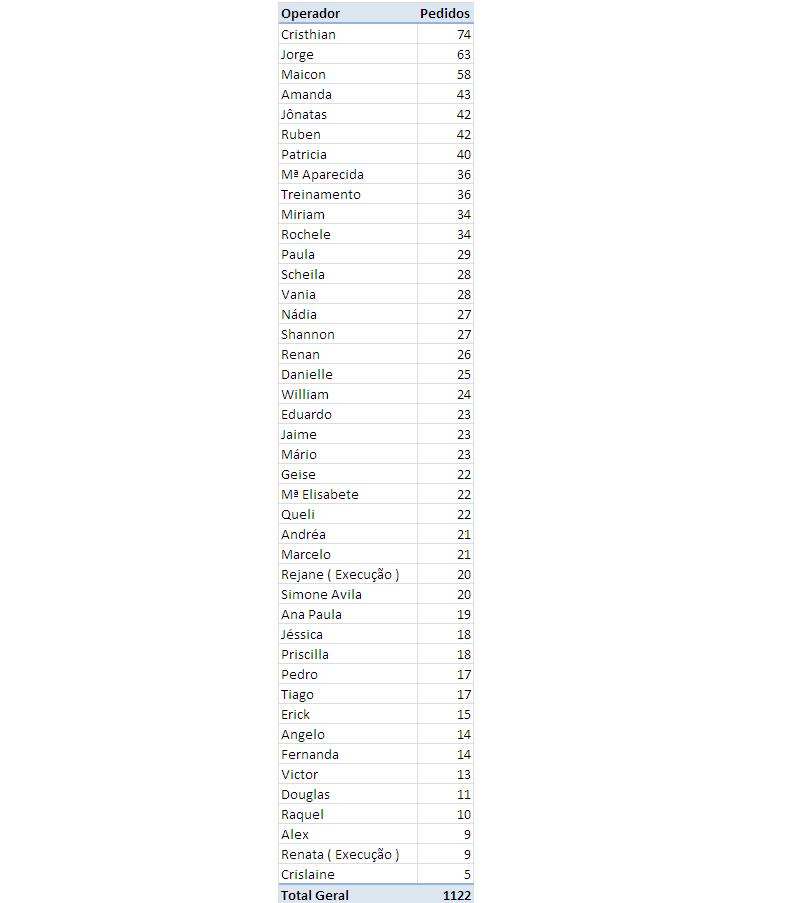 Operador Pedidos
Cristhian 74
Jorge 63
Maicon 58
Amanda 43
Jônatas 42
Ruben 42
Patricia 40
Mª Aparecida 36
Treinamento 36
Miriam 34
Rochele 34
Paula 29
Scheila 28
Vania 28
Nádia 27
Shannon 27
Renan 26
Danielle 25
William 24
Eduardo 23
Jaime 23
Mário 23
Geise 22
Mª Elisabete 22
Queli 22
Andréa 21
Marcelo 21
Rejane ( Execução ) 20
Simone Avila 20
Ana Paula 19
Jéssica 18
Priscilla 18
Pedro 17
Tiago 17
Erick 15
Angelo 14
Fernanda 14
Victor 13
Douglas 11
Raquel 10
Alex 9
Renata ( Execução ) 9
Crislaine 5
Total Geral 1122